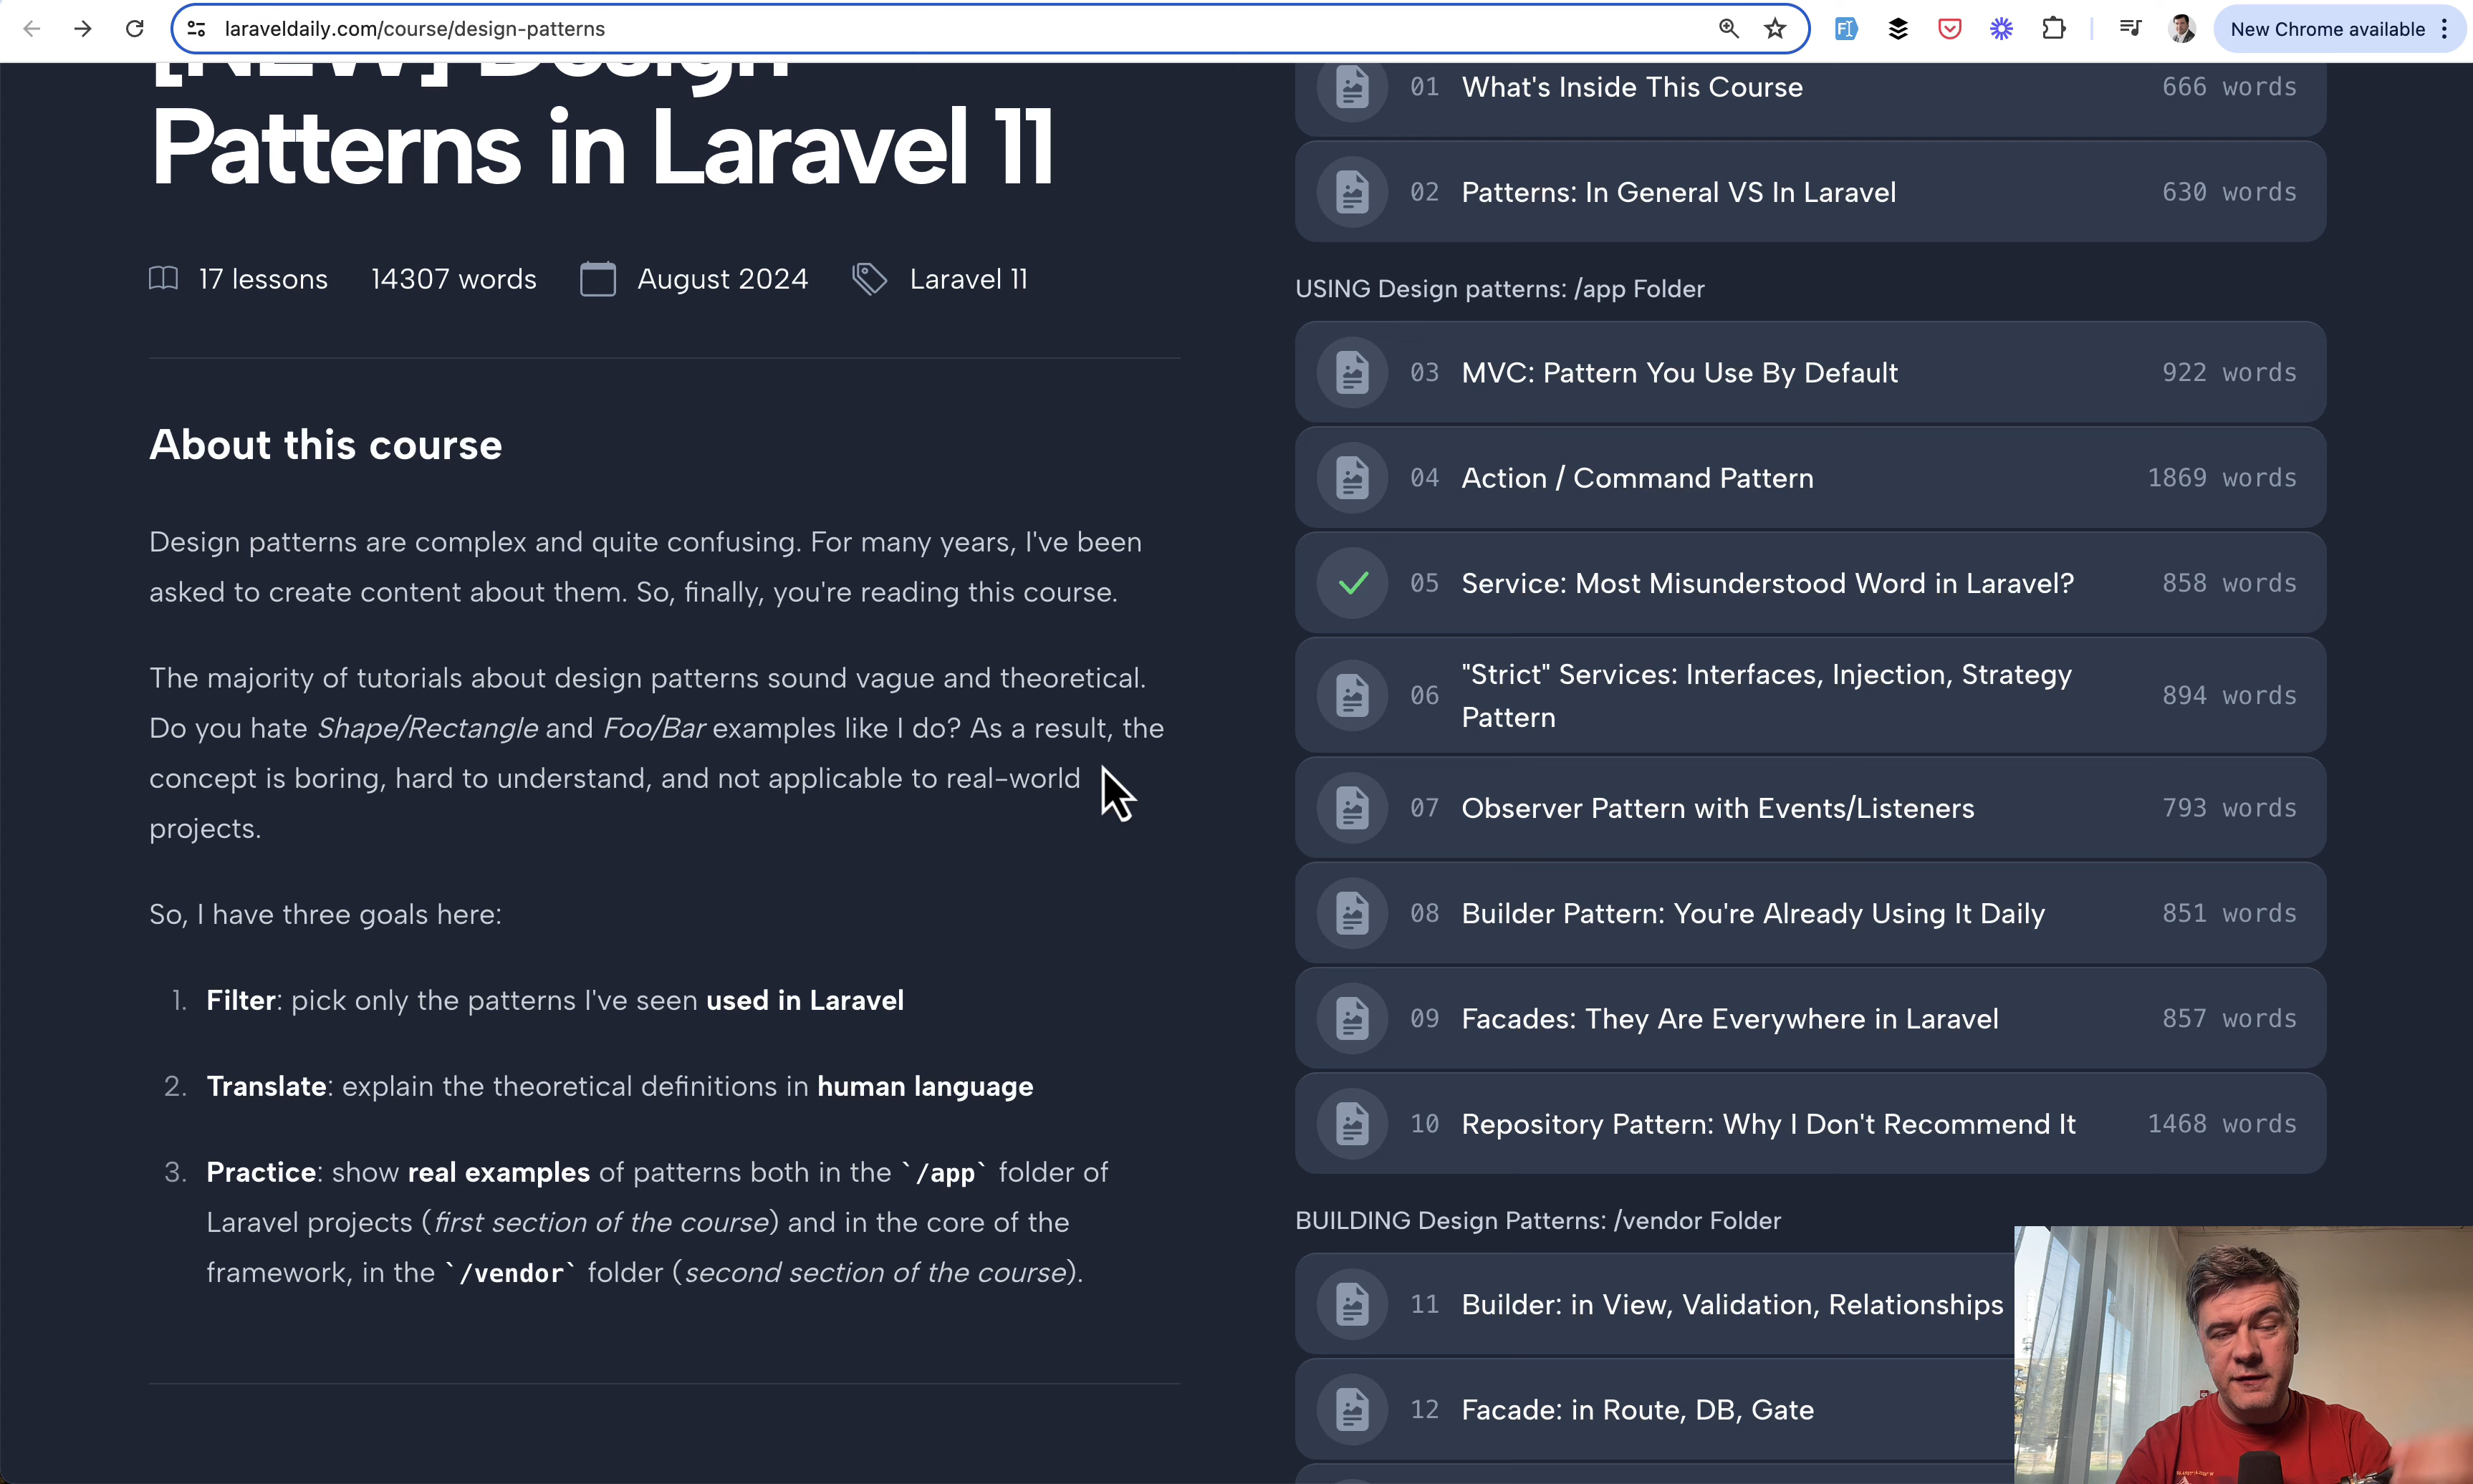 laraveldaily.com/course/design-patterns
New Chrome available
[NEW] Design
Patterns in Laravel 11
17 lessons
14307 words
August 2024
Laravel 11
About this course
Design patterns are complex and quite confusing. For many years, I've been
asked to create content about them. So, finally, you're reading this course.
The majority of tutorials about design patterns sound vague and theoretical.
Do you hate Shape/Rectangle and Foo/Bar examples like I do? As a result, the
concept is boring, hard to understand, and not applicable to real-world
projects.
So, I have three goals here:
1. Filter: pick only the patterns I've seen used in Laravel
2. Translate: explain the theoretical definitions in human language
3. Practice: show real examples of patterns both in the `/app` folder of
Laravel projects (first section of the course) and in the core of the
framework, in the `/vendor` folder (second section of the course).
01 What's Inside This Course 666 words
02 Patterns: In General VS In Laravel 630 words
USING Design patterns: /app Folder
03 MVC: Pattern You Use By Default 922 words
04 Action / Command Pattern 1869 words
05 Service: Most Misunderstood Word in Laravel? 858 words
06 "Strict" Services: Interfaces, Injection, Strategy
Pattern 894 words
07 Observer Pattern with Events/Listeners 793 words
08 Builder Pattern: You're Already Using It Daily 851 words
09 Facades: They Are Everywhere in Laravel 857 words
10 Repository Pattern: Why I Don't Recommend It 1468 words
BUILDING Design Patterns: /vendor Folder
11 Builder: in View, Validation, Relationships
12 Facade: in Route, DB, Gate